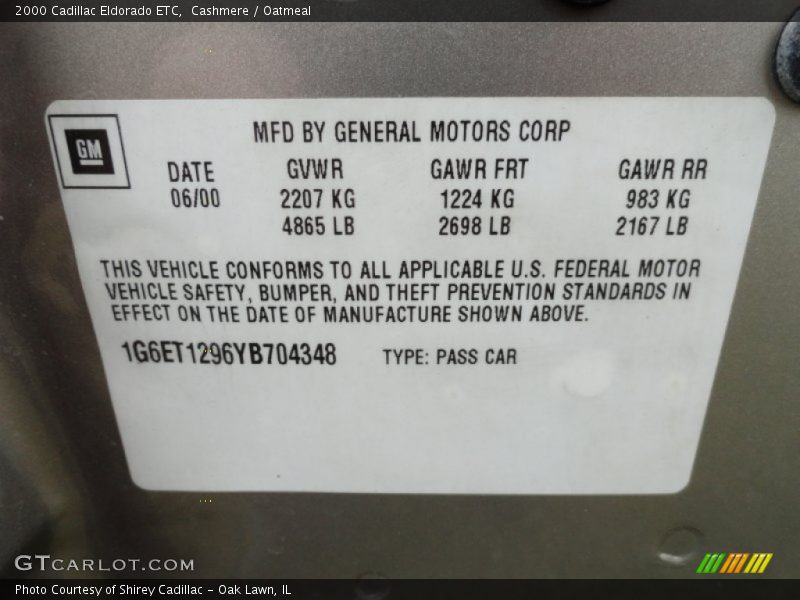 2000 Cadillac Eldorado ETC, Cashmere / Oatmeal
GM
MFD BY GENERAL MOTORS CORP
DATE GVWR GAWR FRT GAWR RR
06/00 2207 KG 1224 KG 983 KG
4865 LB 2698 LB 2167 LB
THIS VEHICLE CONFORMS TO ALL APPLICABLE U.S. FEDERAL MOTOR
VEHICLE SAFETY, BUMPER, AND THEFT PREVENTION STANDARDS IN
EFFECT ON THE DATE OF MANUFACTURE SHOWN ABOVE.
1G6ET1296YB704348 TYPE: PASS CAR
GTCARLOT.COM
Photo Courtesy of Shirey Cadillac - Oak Lawn, IL